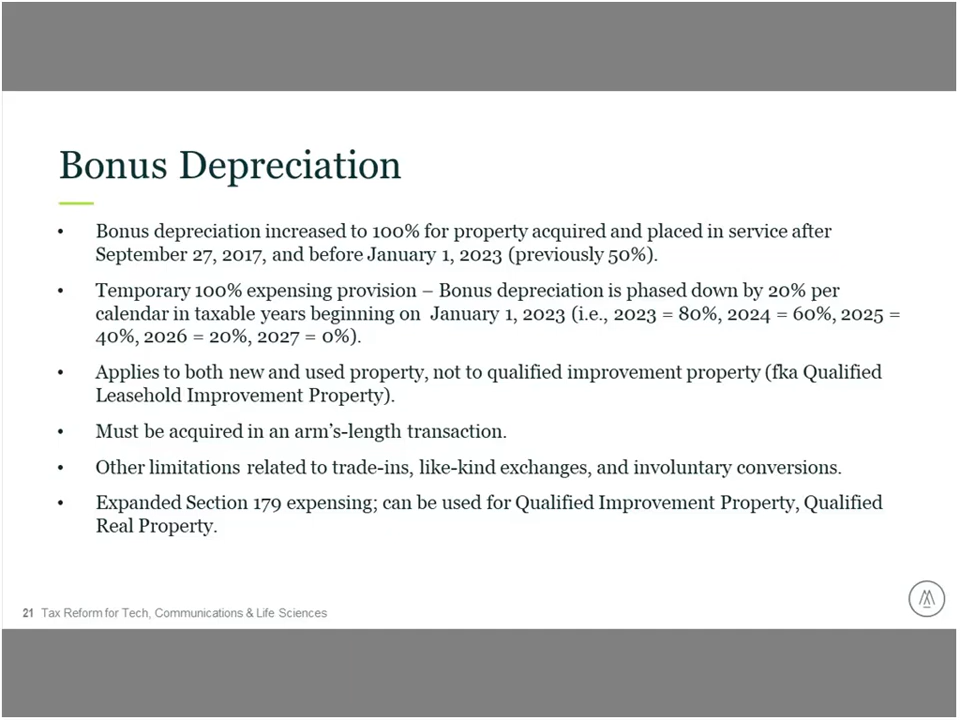 Bonus Depreciation
• Bonus depreciation increased to 100% for property acquired and placed in service after
September 27, 2017, and before January 1, 2023 (previously 50%).
• Temporary 100% expensing provision – Bonus depreciation is phased down by 20% per
calendar in taxable years beginning on January 1, 2023 (i.e., 2023 = 80%, 2024 = 60%, 2025 =
40%, 2026 = 20%, 2027 = 0%).
• Applies to both new and used property, not to qualified improvement property (fka Qualified
Leasehold Improvement Property).
• Must be acquired in an arm’s-length transaction.
• Other limitations related to trade-ins, like-kind exchanges, and involuntary conversions.
• Expanded Section 179 expensing; can be used for Qualified Improvement Property, Qualified
Real Property.
21 Tax Reform for Tech, Communications & Life Sciences